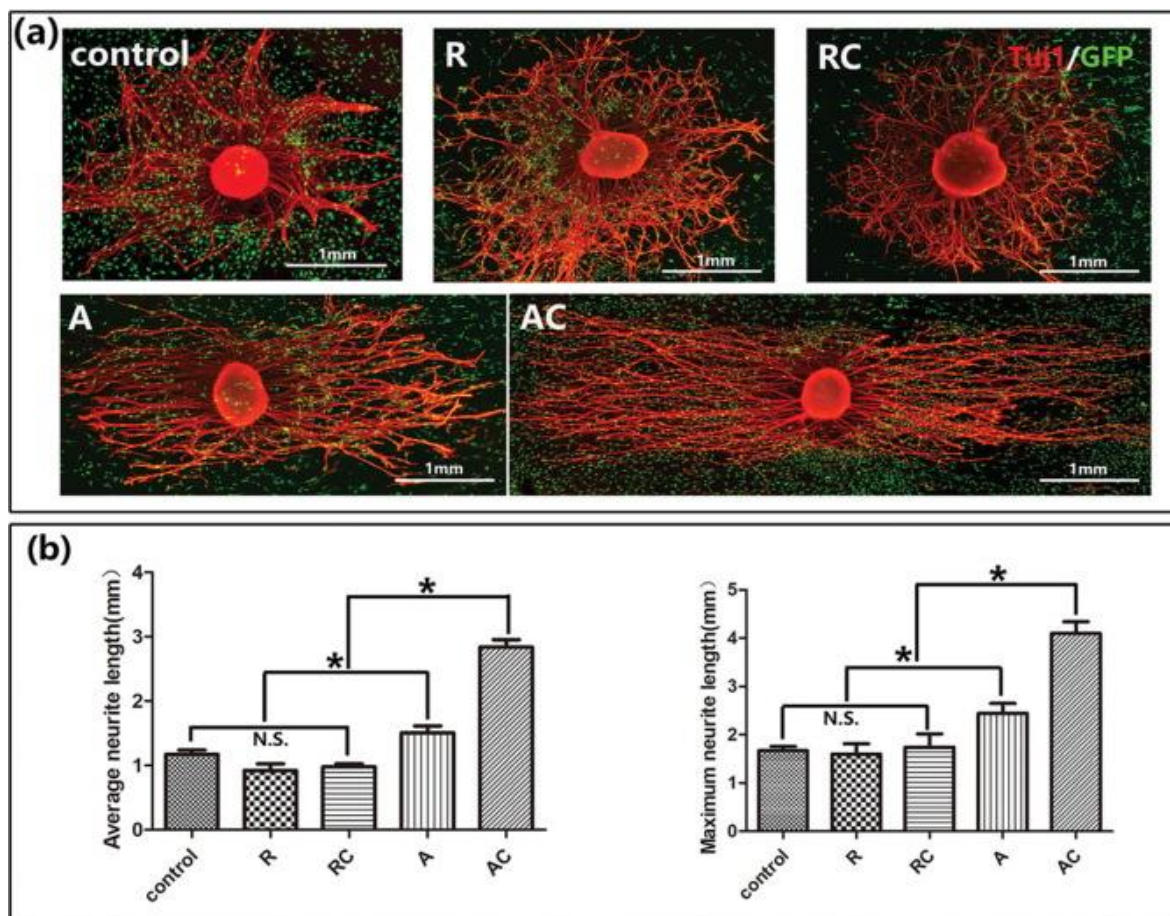 (a)
control
R
RC
Tuj1/GFP
1mm
1mm
1mm
A
AC
1mm
1mm
(b)
Average neurite length(mm)
4
3
2
1
0
N.S.
*
*
control
R
RC
A
AC
Maximum neurite length(mm)
5
4
3
2
1
0
N.S.
*
*
control
R
RC
A
AC